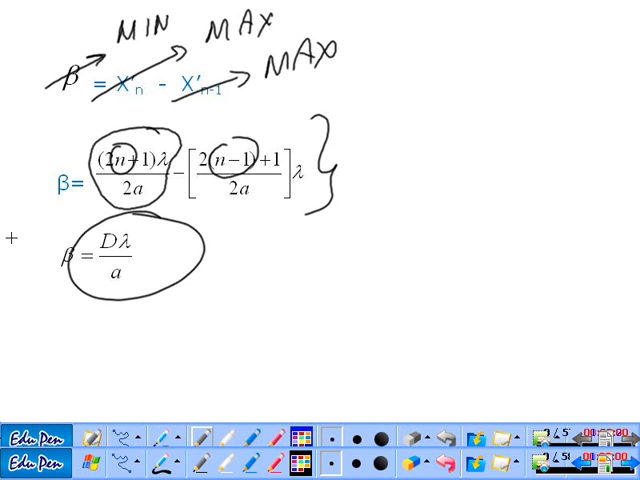 MIN MAX MAX
β = X'n - X'n-1
β= (2n+1)λ / 2a − [ 2(n−1)+1 / 2a ] λ }
+
β = Dλ / a
Edu Pen
Edu Pen